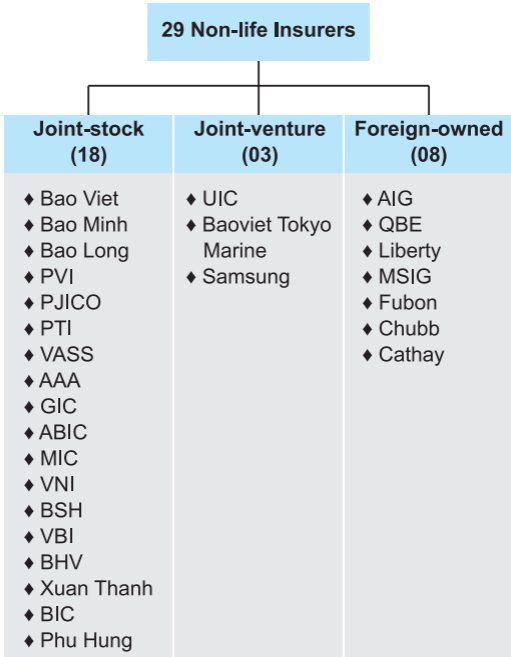 29 Non-life Insurers
Joint-stock
(18)
♦ Bao Viet
♦ Bao Minh
♦ Bao Long
♦ PVI
♦ PJICO
♦ PTI
♦ VASS
♦ AAA
♦ GIC
♦ ABIC
♦ MIC
♦ VNI
♦ BSH
♦ VBI
♦ BHV
♦ Xuan Thanh
♦ BIC
♦ Phu Hung
Joint-venture
(03)
♦ UIC
♦ Baoviet Tokyo
Marine
♦ Samsung
Foreign-owned
(08)
♦ AIG
♦ QBE
♦ Liberty
♦ MSIG
♦ Fubon
♦ Chubb
♦ Cathay